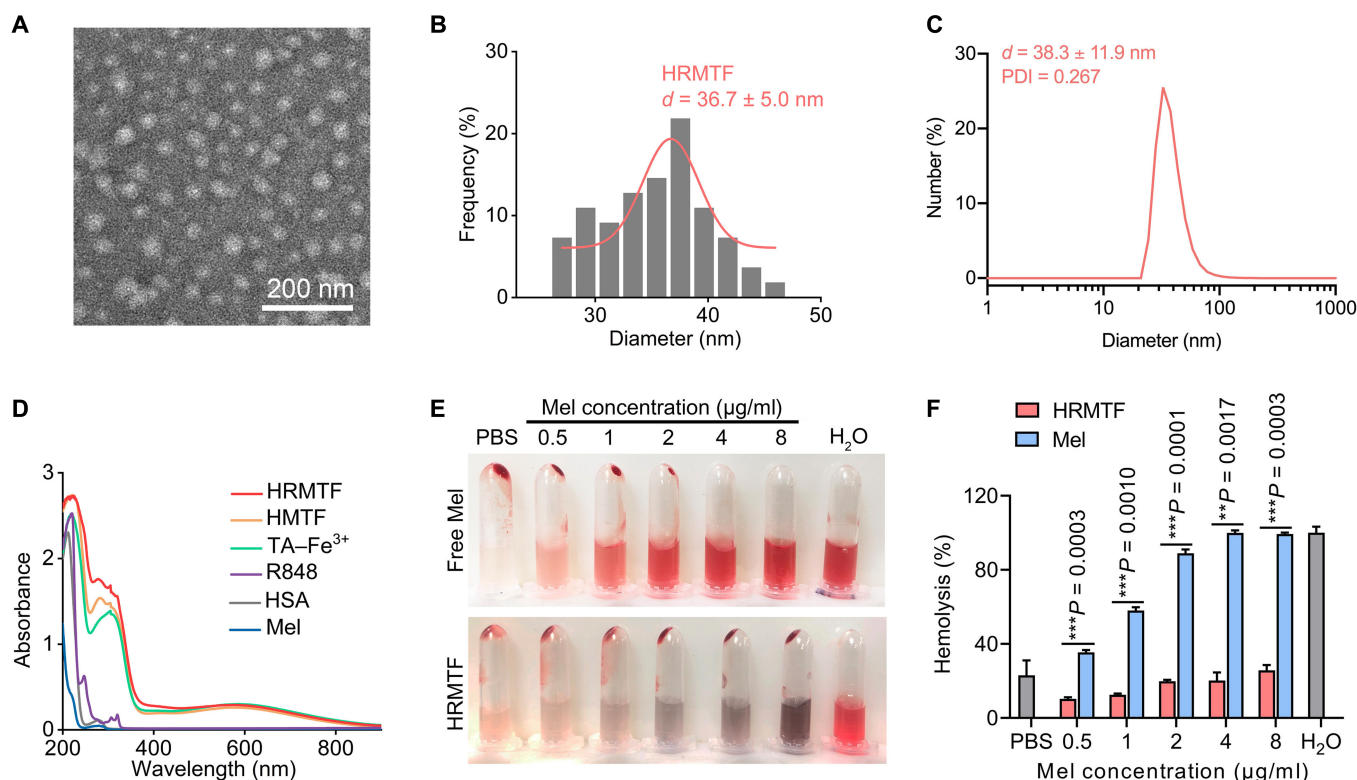 A
200 nm
B
HRMTF
d = 36.7 ± 5.0 nm
30
20
10
0
Frequency (%)
30 40 50
Diameter (nm)
C
d = 38.3 ± 11.9 nm
PDI = 0.267
30
20
10
0
Number (%)
1 10 100 1000
Diameter (nm)
D
3
2
1
0
Absorbance
HRMTF
HMTF
TA–Fe³⁺
R848
HSA
Mel
200 400 600 800
Wavelength (nm)
E
Mel concentration (µg/ml)
PBS 0.5 1 2 4 8 H₂O
Free Mel
HRMTF
F
HRMTF
Mel
***P = 0.0003
***P = 0.0010
***P = 0.0001
**P = 0.0017
***P = 0.0003
120
80
40
0
Hemolysis (%)
PBS 0.5 1 2 4 8 H₂O
Mel concentration (µg/ml)